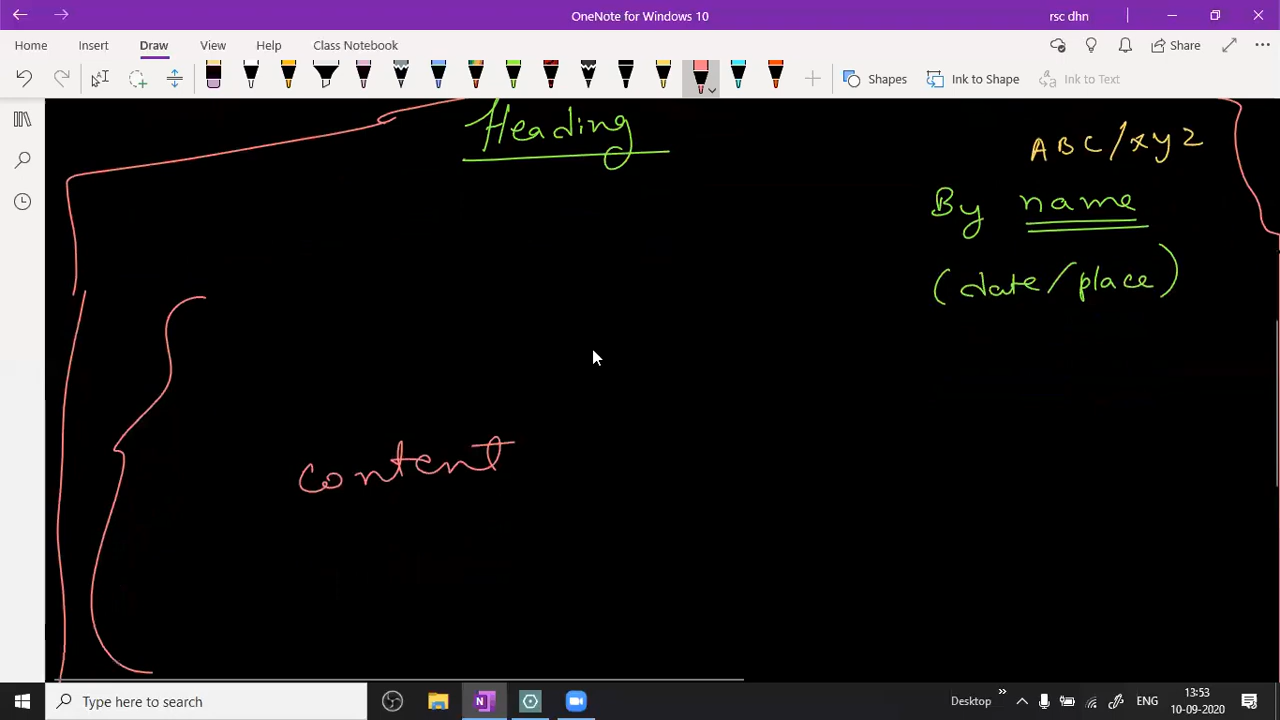 OneNote for Windows 10
rsc dhn
Home Insert Draw View Help Class Notebook
Share
Shapes Ink to Shape Ink to Text
Heading
ABC/xyz
By name
(date/place)
content
Type here to search
Desktop
ENG
13:53
10-09-2020